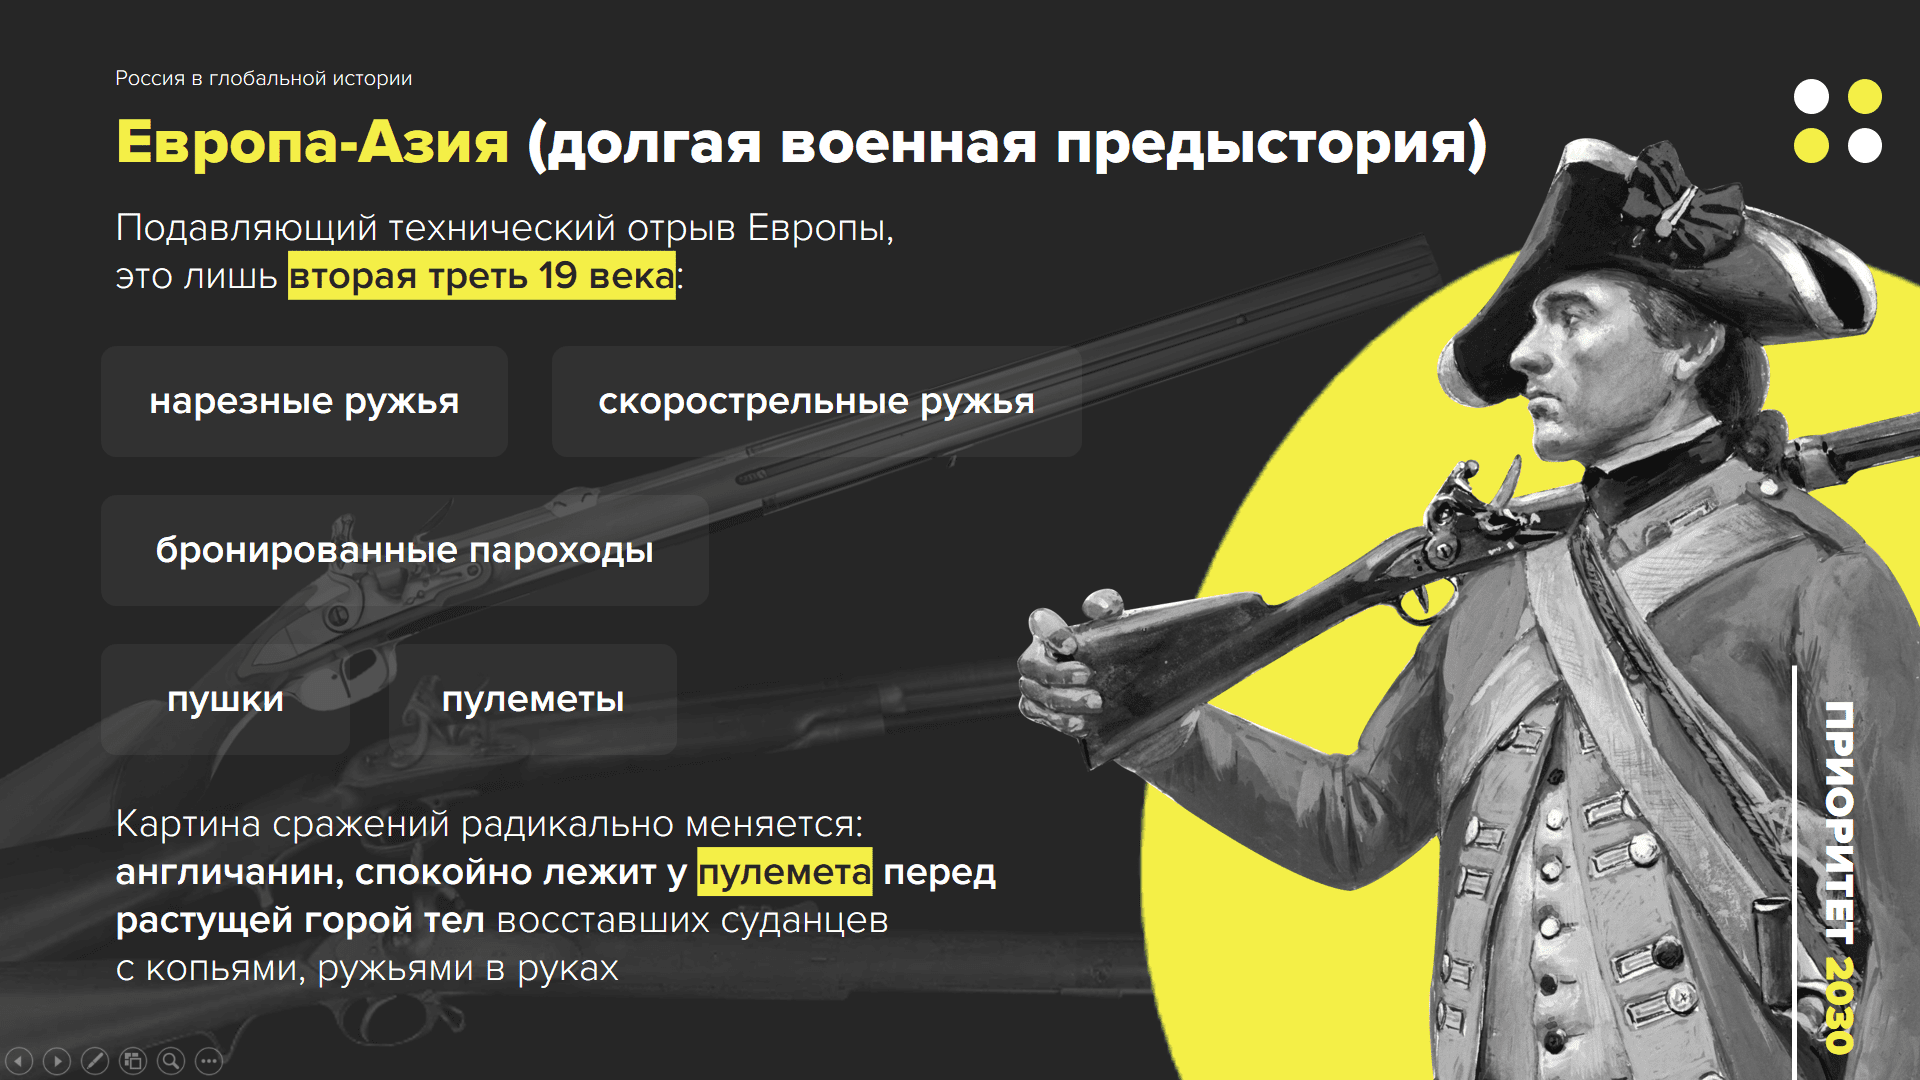 Россия в глобальной истории
Европа-Азия (долгая военная предыстория)
Подавляющий технический отрыв Европы,
это лишь вторая треть 19 века:
нарезные ружья
скорострельные ружья
бронированные пароходы
пушки
пулеметы
Картина сражений радикально меняется:
англичанин, спокойно лежит у пулемета перед
растущей горой тел восставших суданцев
с копьями, ружьями в руках
ПРИОРИТЕТ 2030